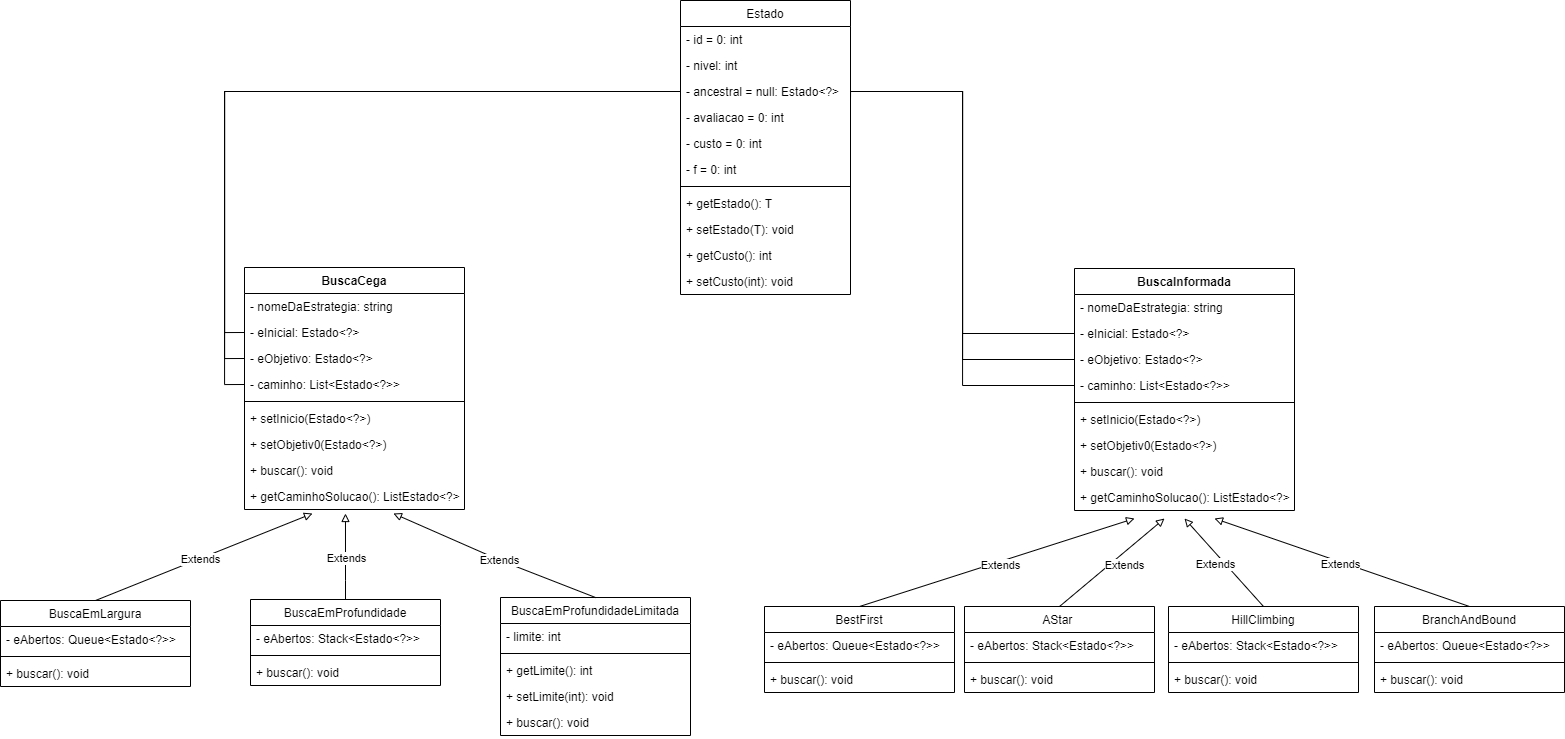 Estado
- id = 0: int
- nivel: int
- ancestral = null: Estado<?>
- avaliacao = 0: int
- custo = 0: int
- f = 0: int
+ getEstado(): T
+ setEstado(T): void
+ getCusto(): int
+ setCusto(int): void
BuscaCega
- nomeDaEstrategia: string
- eInicial: Estado<?>
- eObjetivo: Estado<?>
- caminho: List<Estado<?>>
+ setInicio(Estado<?>)
+ setObjetiv0(Estado<?>)
+ buscar(): void
+ getCaminhoSolucao(): ListEstado<?>
BuscaInformada
- nomeDaEstrategia: string
- eInicial: Estado<?>
- eObjetivo: Estado<?>
- caminho: List<Estado<?>>
+ setInicio(Estado<?>)
+ setObjetiv0(Estado<?>)
+ buscar(): void
+ getCaminhoSolucao(): ListEstado<?>
Extends
Extends
Extends
Extends
Extends
Extends
Extends
BuscaEmLargura
- eAbertos: Queue<Estado<?>>
+ buscar(): void
BuscaEmProfundidade
- eAbertos: Stack<Estado<?>>
+ buscar(): void
BuscaEmProfundidadeLimitada
- limite: int
+ getLimite(): int
+ setLimite(int): void
+ buscar(): void
BestFirst
- eAbertos: Queue<Estado<?>>
+ buscar(): void
AStar
- eAbertos: Stack<Estado<?>>
+ buscar(): void
HillClimbing
- eAbertos: Stack<Estado<?>>
+ buscar(): void
BranchAndBound
- eAbertos: Queue<Estado<?>>
+ buscar(): void